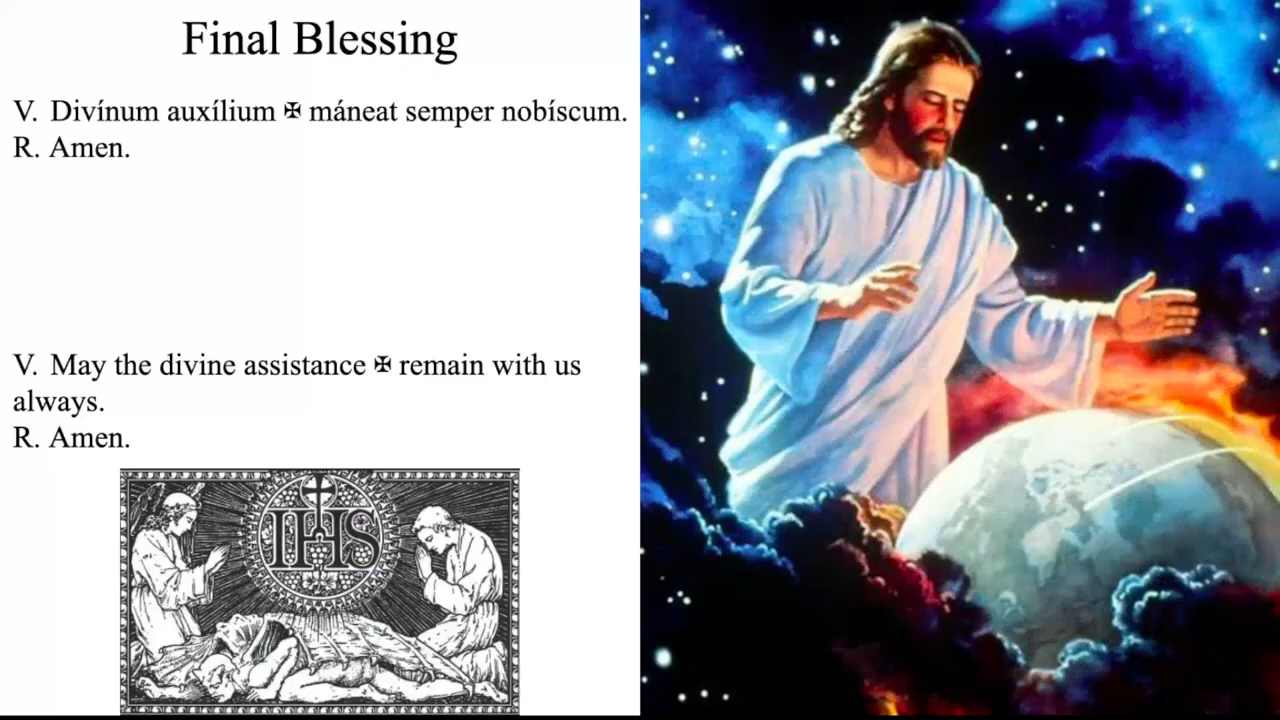 Final Blessing
V. Divínum auxílium ✠ máneat semper nobíscum.
R. Amen.
V. May the divine assistance ✠ remain with us
always.
R. Amen.
IHS